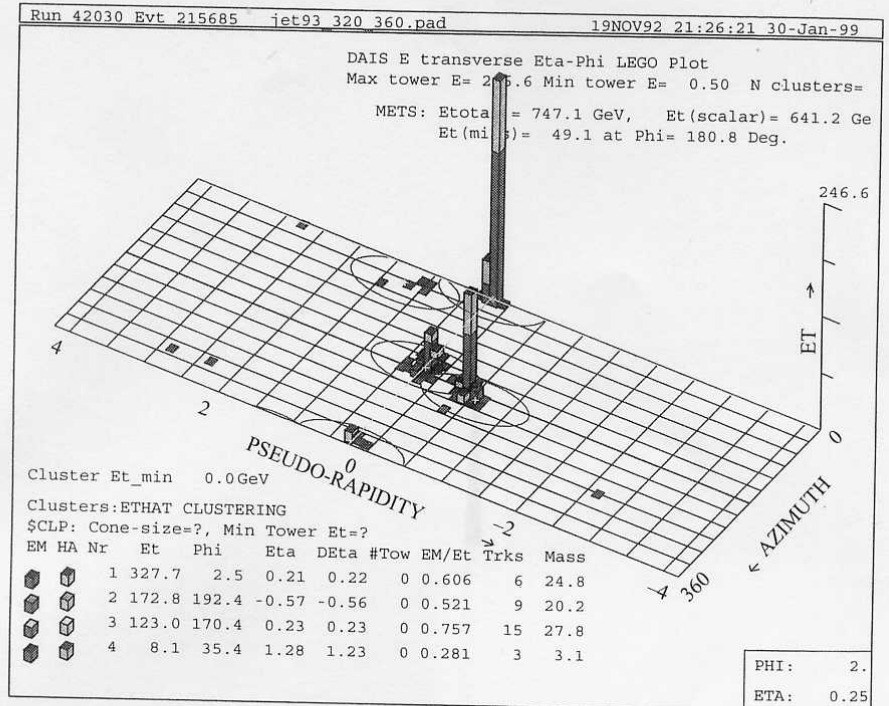 Run 42030 Evt 215685 jet93_320_360.pad 19NOV92 21:26:21 30-Jan-99
DAIS E transverse Eta-Phi LEGO Plot
Max tower E= 2 6.6 Min tower E= 0.50 N clusters=
METS: Etota = 747.1 GeV, Et(scalar)= 641.2 Ge
Et(mi s)= 49.1 at Phi= 180.8 Deg.
246.6
ET →
4
2
0
-2
-4
PSEUDO-RAPIDITY
0
← AZIMUTH
360
Cluster Et_min 0.0GeV
Clusters:ETHAT CLUSTERING
$CLP: Cone-size=?, Min Tower Et=?
EM HA Nr Et Phi Eta DEta #Tow EM/Et Trks Mass
1 327.7 2.5 0.21 0.22 0 0.606 6 24.8
2 172.8 192.4 -0.57 -0.56 0 0.521 9 20.2
3 123.0 170.4 0.23 0.23 0 0.757 15 27.8
4 8.1 35.4 1.28 1.23 0 0.281 3 3.1
PHI: 2.
ETA: 0.25